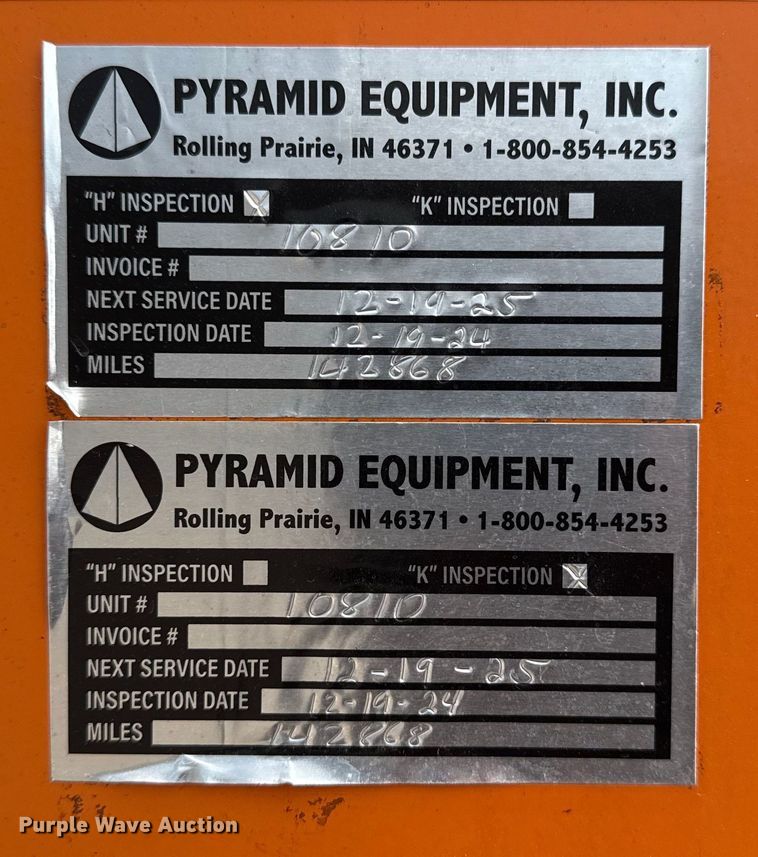 PYRAMID EQUIPMENT, INC.
Rolling Prairie, IN 46371 • 1-800-854-4253
"H" INSPECTION X "K" INSPECTION
UNIT # 10810
INVOICE #
NEXT SERVICE DATE 12-19-25
INSPECTION DATE 12-19-24
MILES 142868
PYRAMID EQUIPMENT, INC.
Rolling Prairie, IN 46371 • 1-800-854-4253
"H" INSPECTION "K" INSPECTION X
UNIT # 10810
INVOICE #
NEXT SERVICE DATE 12-19-25
INSPECTION DATE 12-19-24
MILES 142868
Purple Wave Auction